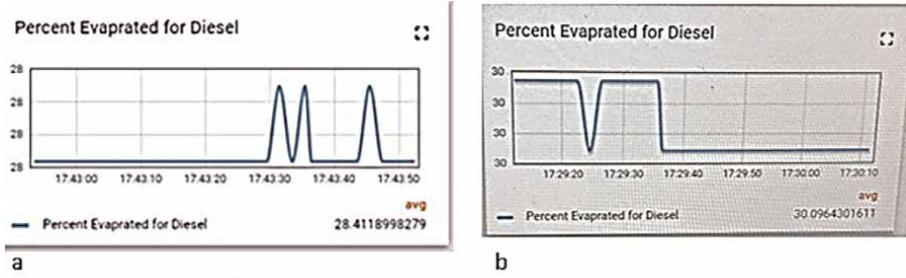 Percent Evaprated for Diesel
28
28
28
28
17:43:00 17:43:10 17:43:20 17:43:30 17:43:40 17:43:50
avg
Percent Evaprated for Diesel 28.4118998279
a
Percent Evaprated for Diesel
30
30
30
30
17:29:20 17:29:30 17:29:40 17:29:50 17:30:00 17:30:10
avg
Percent Evaprated for Diesel 30.0964301611
b